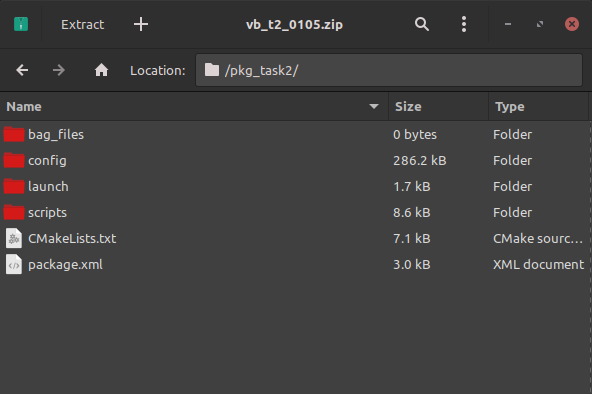 Extract vb_t2_0105.zip
Location: /pkg_task2/
Name Size Type
bag_files 0 bytes Folder
config 286.2 kB Folder
launch 1.7 kB Folder
scripts 8.6 kB Folder
CMakeLists.txt 7.1 kB CMake sourc...
package.xml 3.0 kB XML document